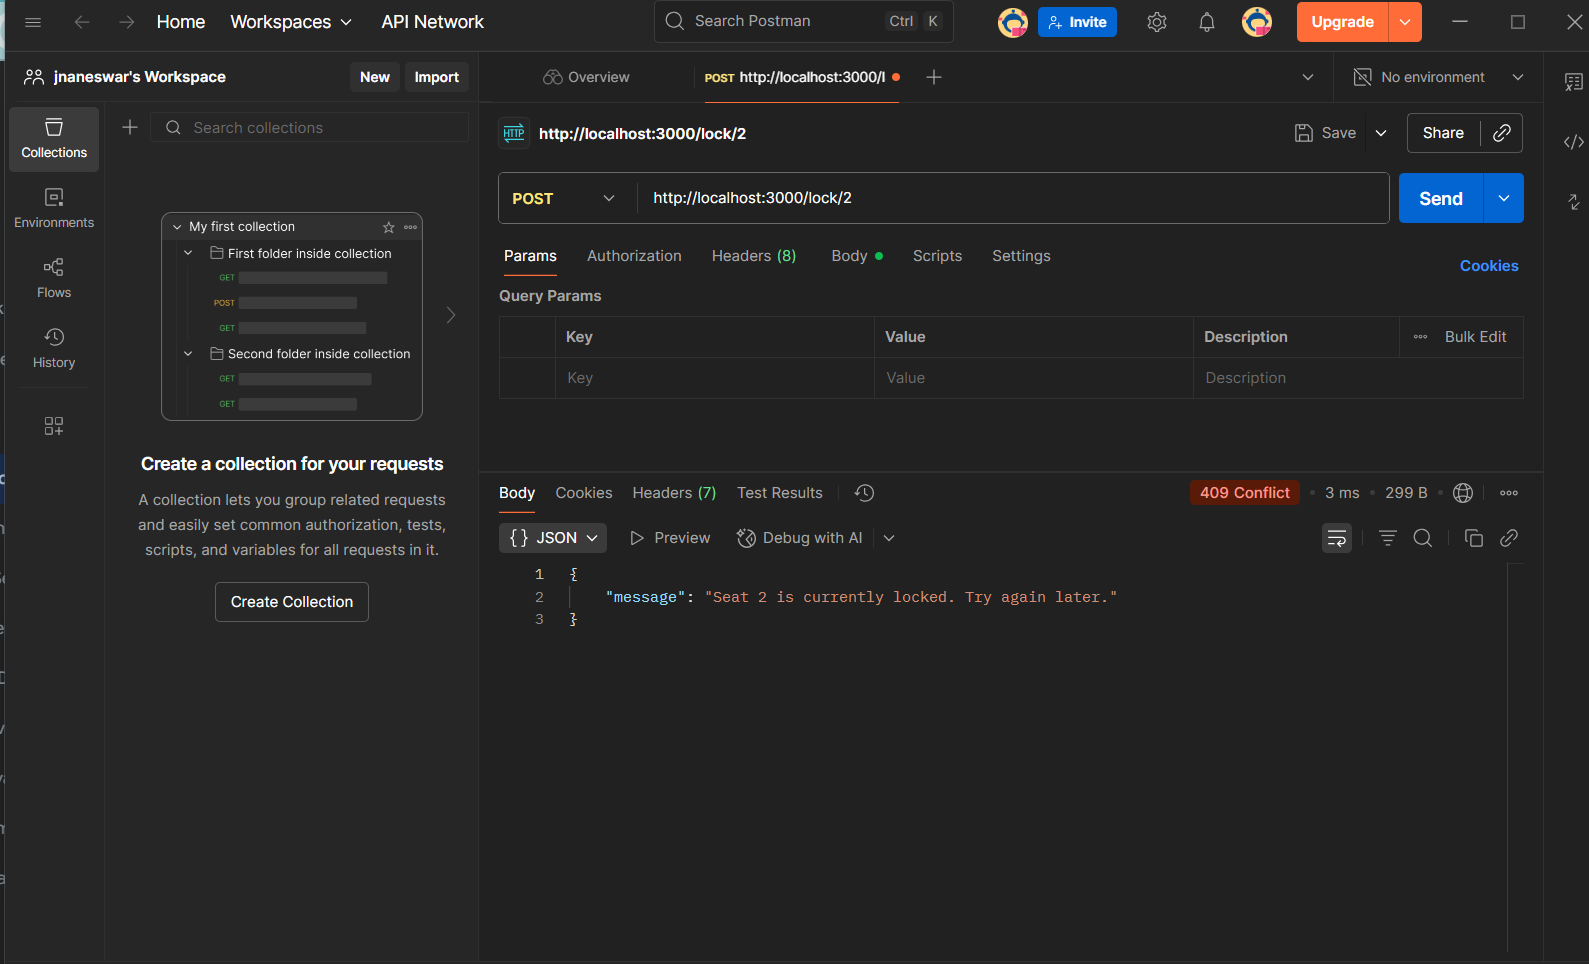 Home Workspaces API Network Search Postman Ctrl K Invite Upgrade
jnaneswar's Workspace New Import
Overview POST http://localhost:3000/l No environment
Collections
Environments
Flows
History
Search collections
My first collection
First folder inside collection
GET
POST
GET
Second folder inside collection
GET
GET
Create a collection for your requests
A collection lets you group related requests
and easily set common authorization, tests,
scripts, and variables for all requests in it.
Create Collection
HTTP http://localhost:3000/lock/2 Save Share
POST http://localhost:3000/lock/2 Send
Params Authorization Headers (8) Body Scripts Settings Cookies
Query Params
Key Value Description Bulk Edit
Key Value Description
Body Cookies Headers (7) Test Results 409 Conflict 3 ms 299 B
{} JSON Preview Debug with AI
1 {
2 "message": "Seat 2 is currently locked. Try again later."
3 }